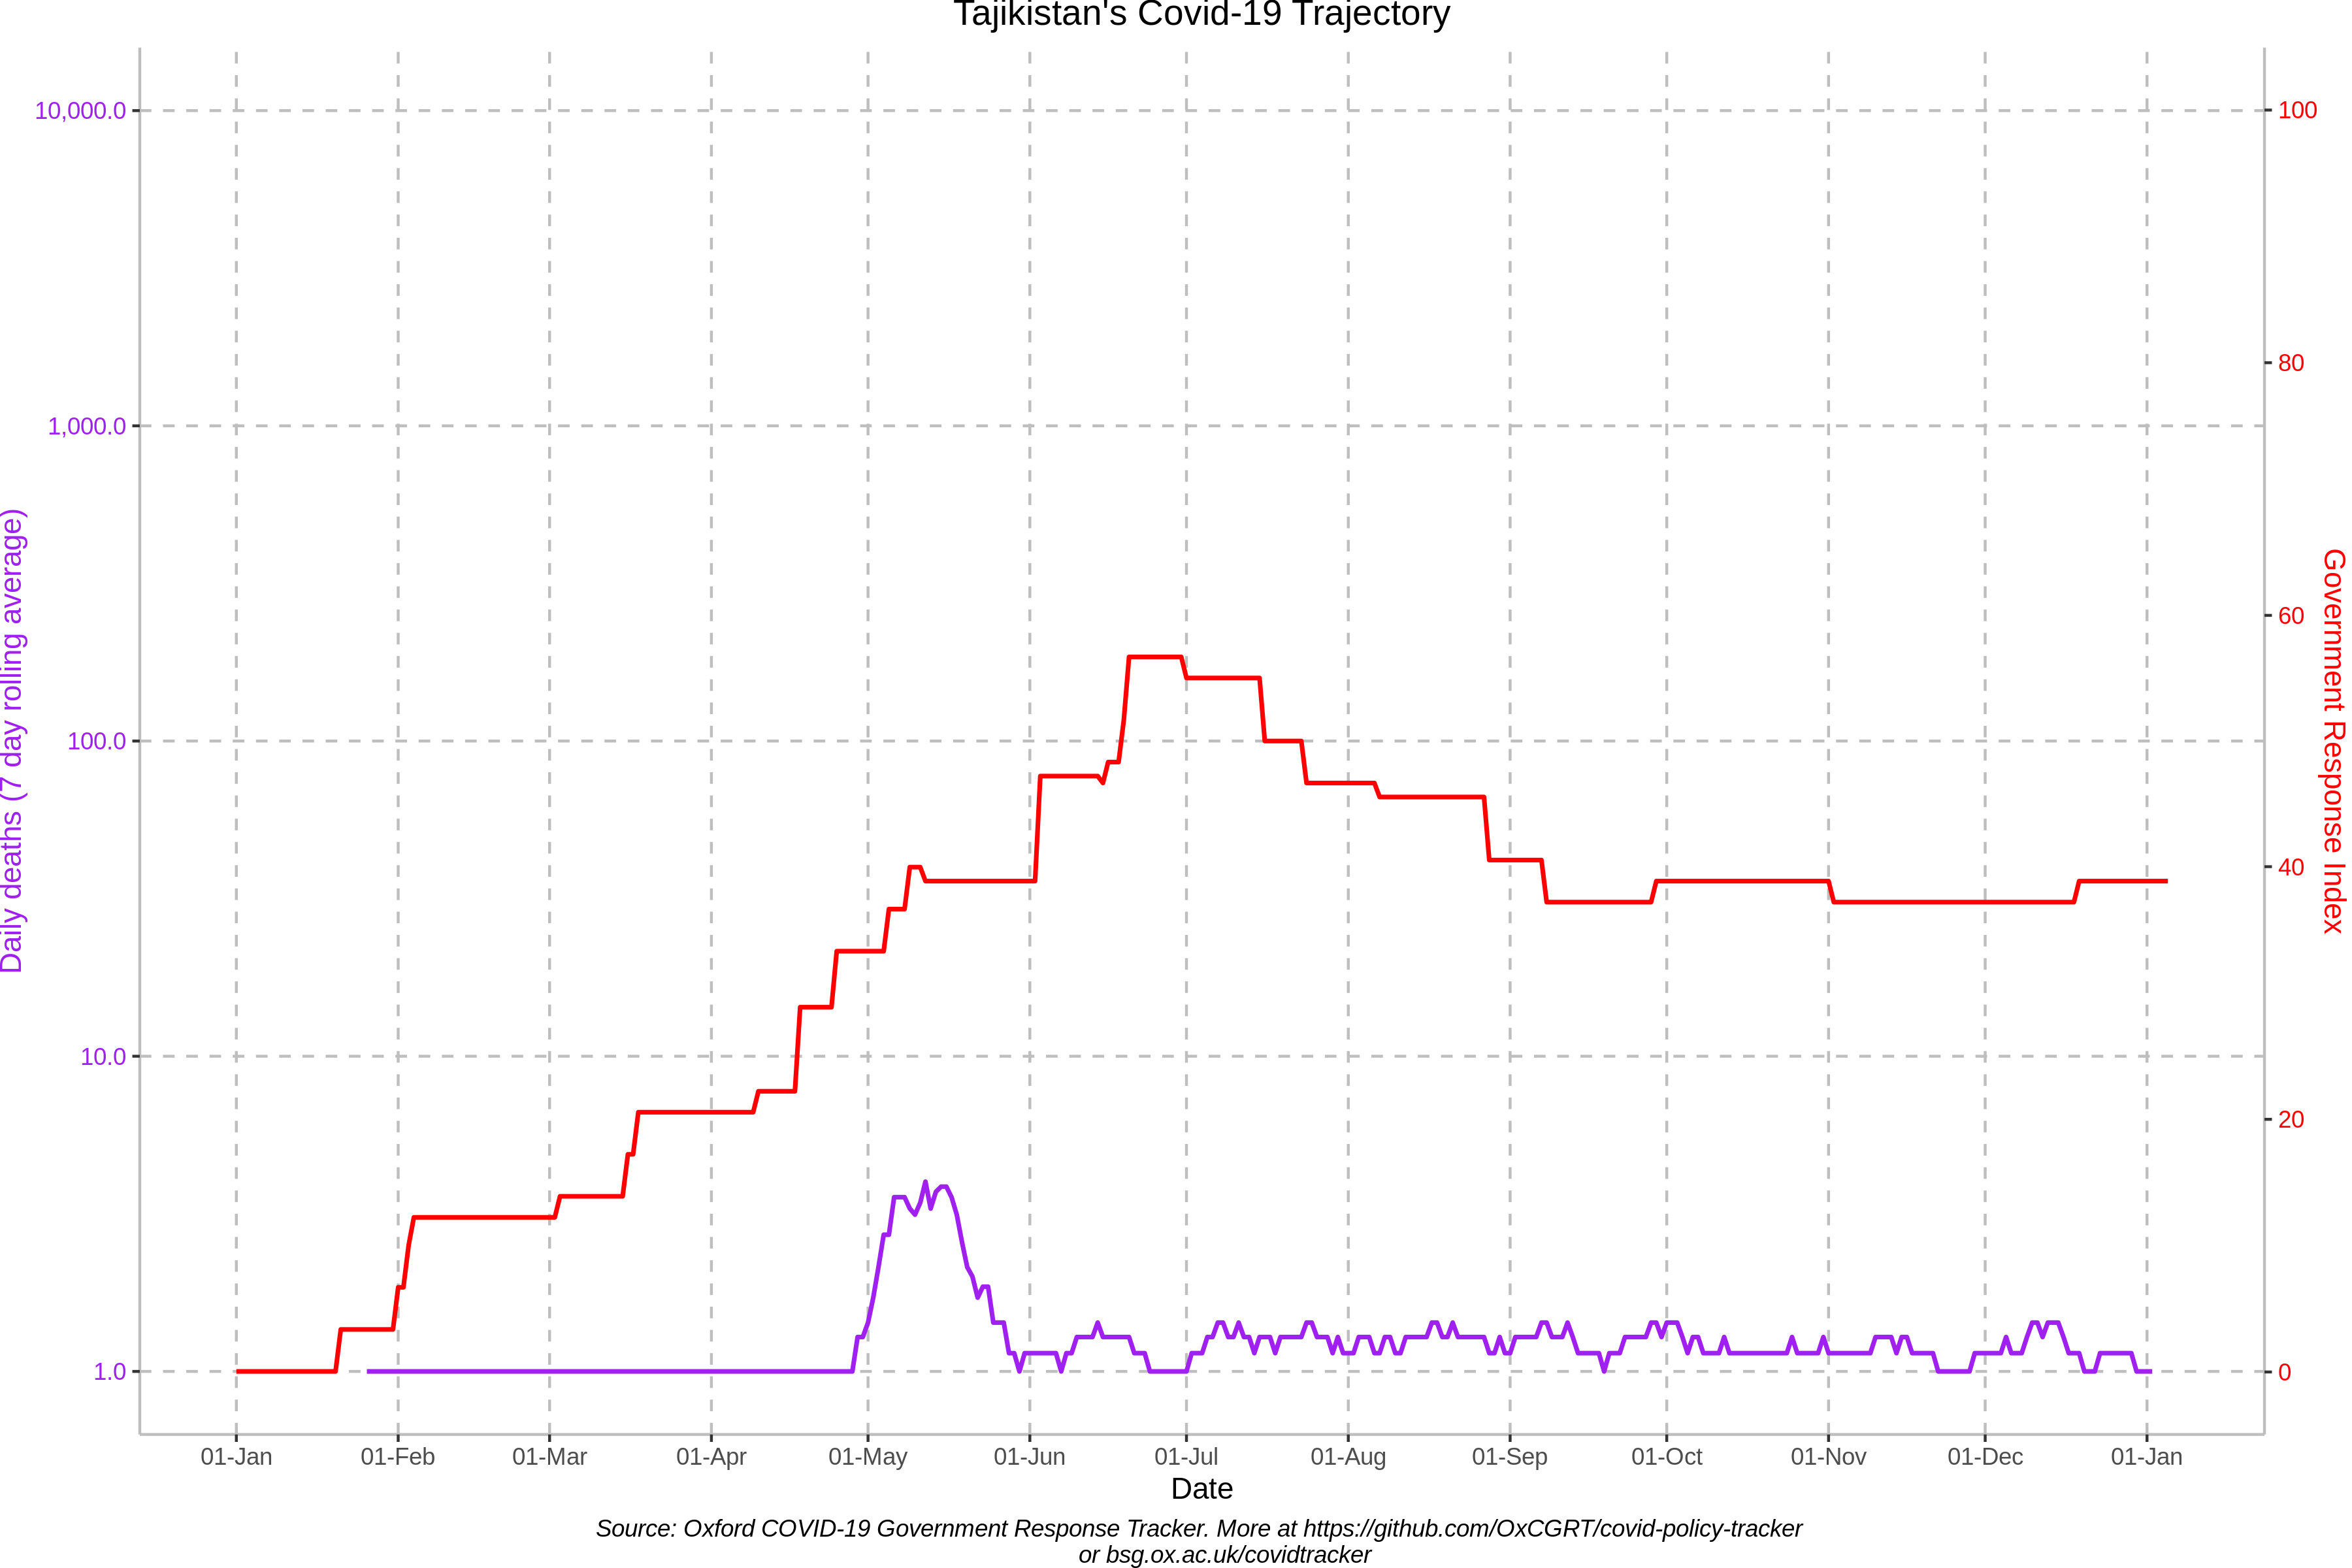 Tajikistan's Covid-19 Trajectory
10,000.0
1,000.0
100.0
10.0
1.0
Daily deaths (7 day rolling average)
100
80
60
40
20
0
Government Response Index
01-Jan 01-Feb 01-Mar 01-Apr 01-May 01-Jun 01-Jul 01-Aug 01-Sep 01-Oct 01-Nov 01-Dec 01-Jan
Date
Source: Oxford COVID-19 Government Response Tracker. More at https://github.com/OxCGRT/covid-policy-tracker
or bsg.ox.ac.uk/covidtracker